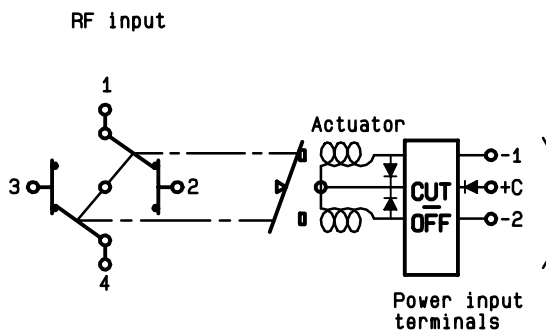 RF input
1
Actuator
3
2
-1
CUT
+C
OFF
-2
4
Power input
terminals